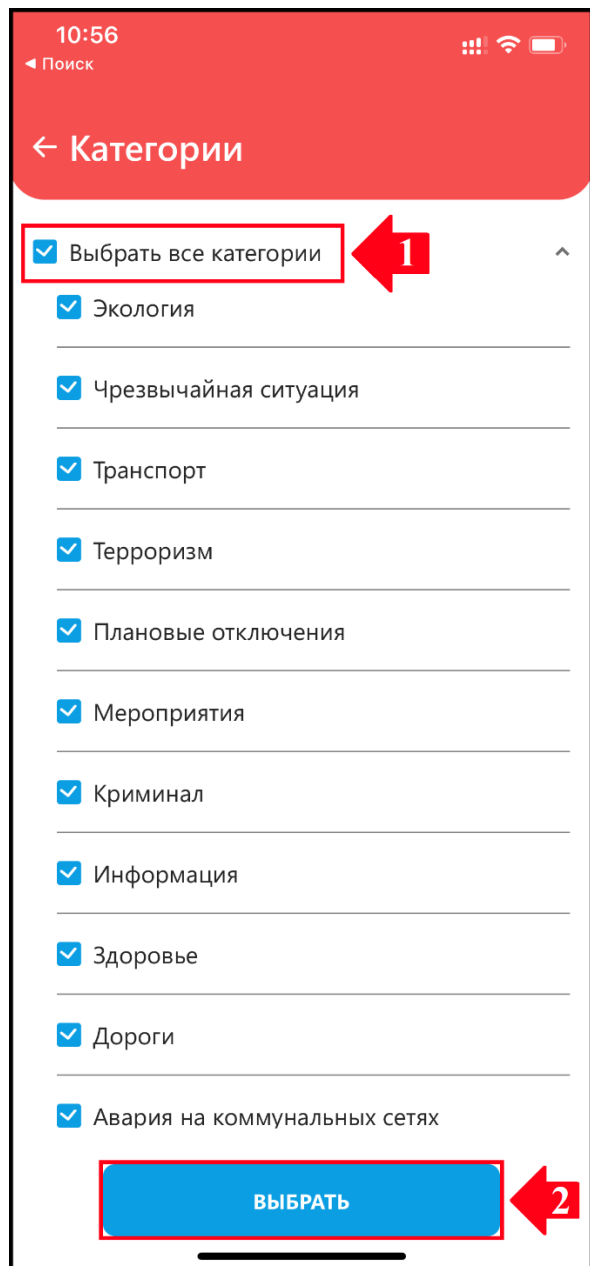 10:56
◀ Поиск
← Категории
Выбрать все категории
1
Экология
Чрезвычайная ситуация
Транспорт
Терроризм
Плановые отключения
Мероприятия
Криминал
Информация
Здоровье
Дороги
Авария на коммунальных сетях
ВЫБРАТЬ
2